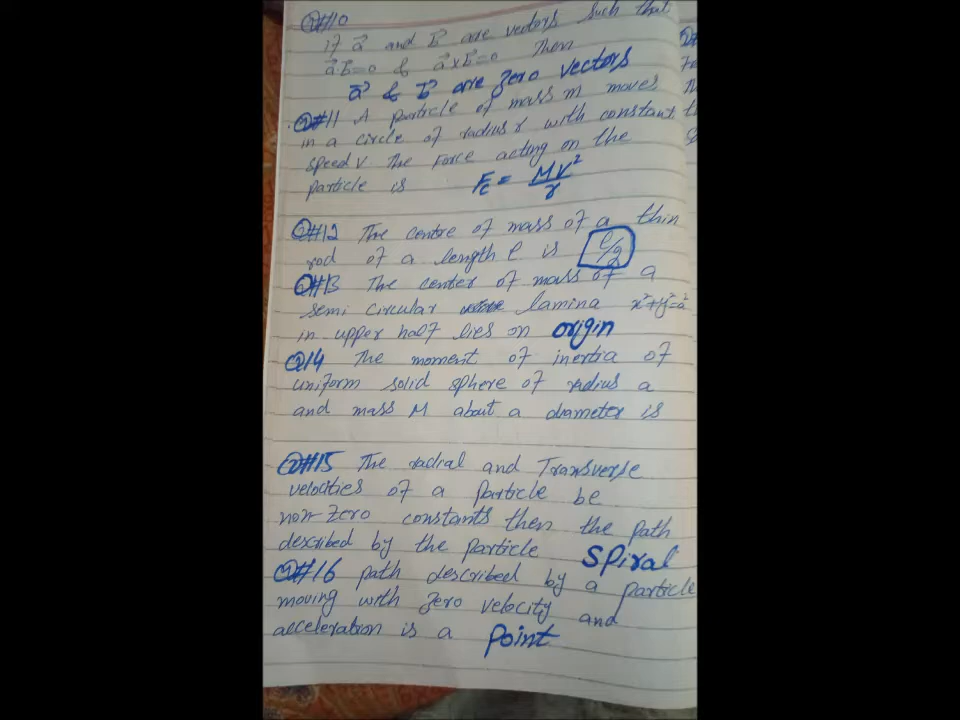 Q#10
if a⃗ and b⃗ are vectors such that
a⃗·b⃗=0 & a⃗×b⃗=0 Then
a⃗ & b⃗ are zero vectors
Q#11 A particle of mass m moves
in a circle of radius r with constant
speed v the Force acting on the
particle is Fc = MV²/r
Q#12 The centre of mass of a thin
rod of a length l is l/2
Q#13 The center of mass of a
semi circular lamina x²+y²=a²
in upper half lies on origin
Q14 The moment of inertia of
uniform solid sphere of radius a
and mass M about a diameter is
Q#15 The radial and Transverse
velocities of a particle be
non-zero constants then the path
described by the particle Spiral
Q#16 path described by a particle
moving with zero velocity and
acceleration is a Point